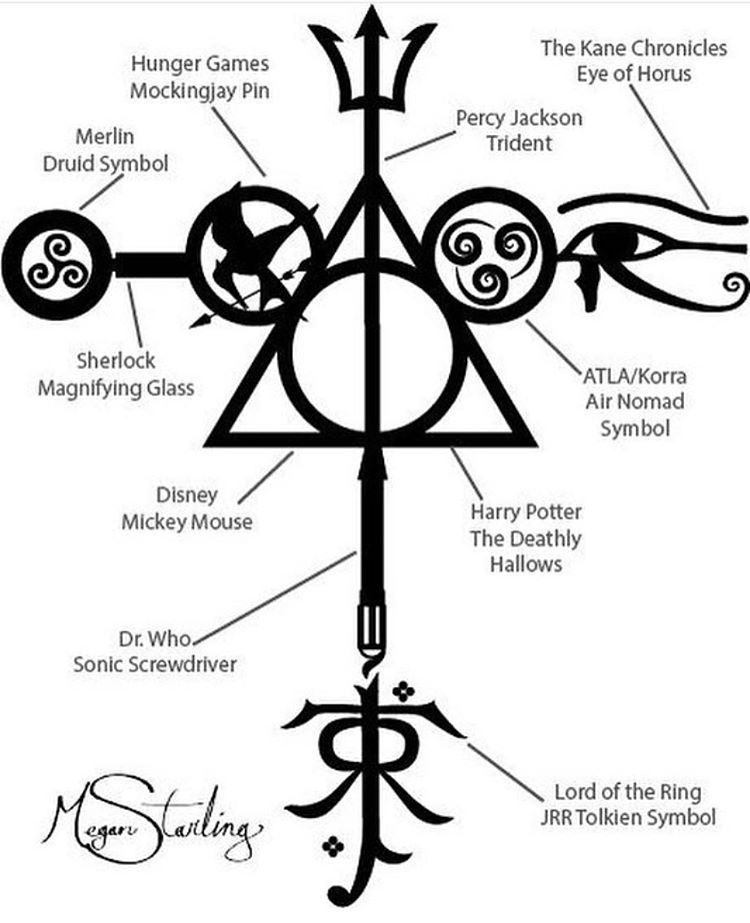 The Kane Chronicles
Eye of Horus
Hunger Games
Mockingjay Pin
Percy Jackson
Trident
Merlin
Druid Symbol
Sherlock
Magnifying Glass
ATLA/Korra
Air Nomad
Symbol
Disney
Mickey Mouse
Harry Potter
The Deathly
Hallows
Dr. Who
Sonic Screwdriver
Lord of the Ring
JRR Tolkien Symbol
Megan Starling